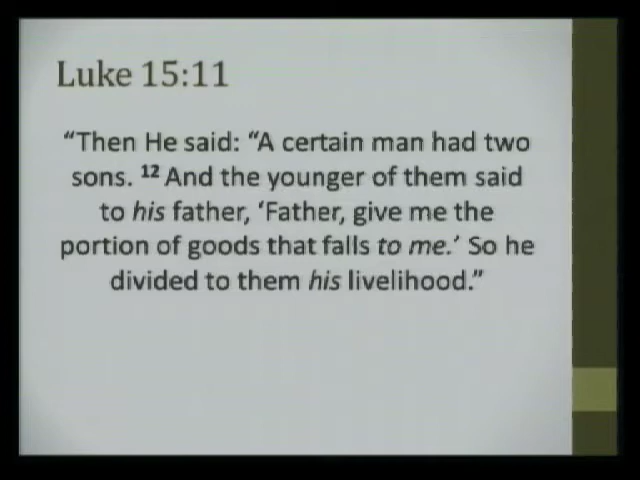 Luke 15:11
“Then He said: “A certain man had two
sons. 12 And the younger of them said
to his father, ‘Father, give me the
portion of goods that falls to me.’ So he
divided to them his livelihood.”